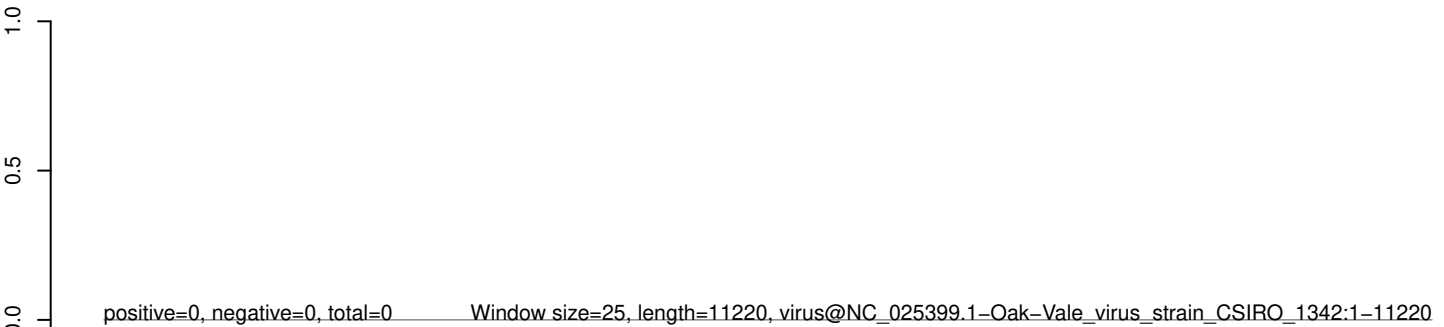 1.0
0.5
0.0
positive=0, negative=0, total=0 Window size=25, length=11220, virus@NC_025399.1−Oak−Vale_virus_strain_CSIRO_1342:1−11220